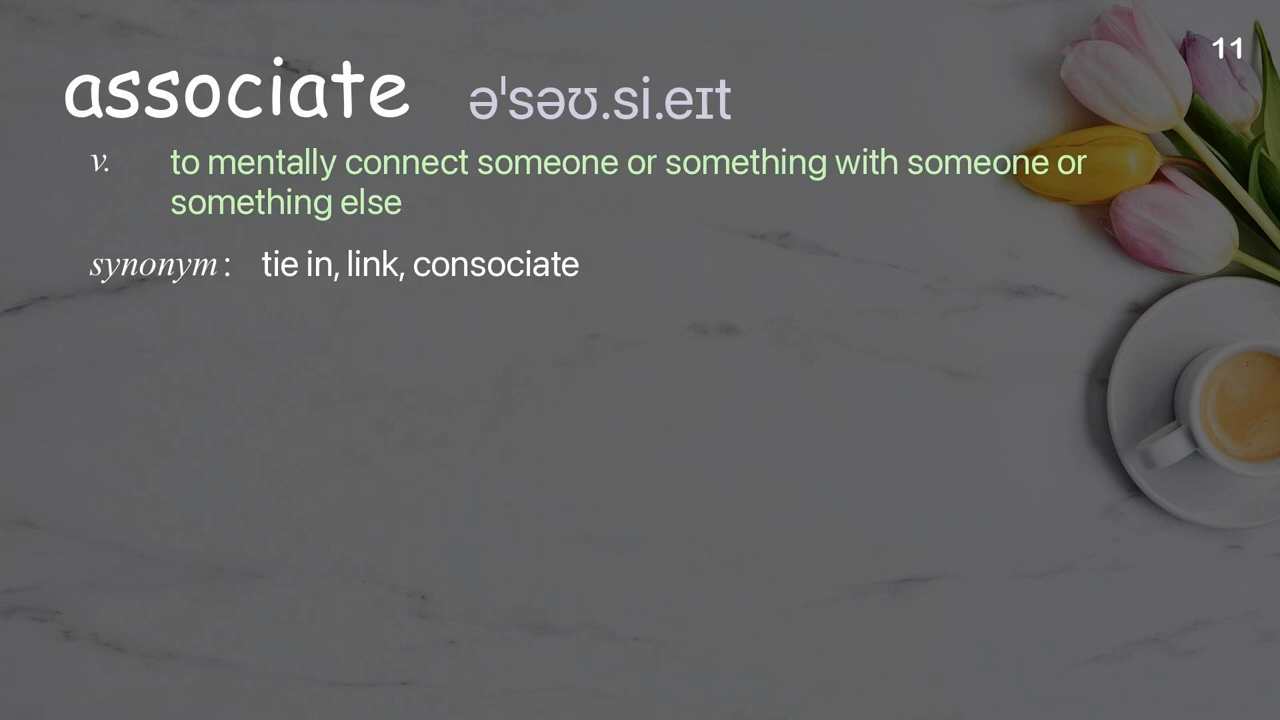 11
associate əˈsəʊ.si.eɪt
v. to mentally connect someone or something with someone or
something else
synonym : tie in, link, consociate